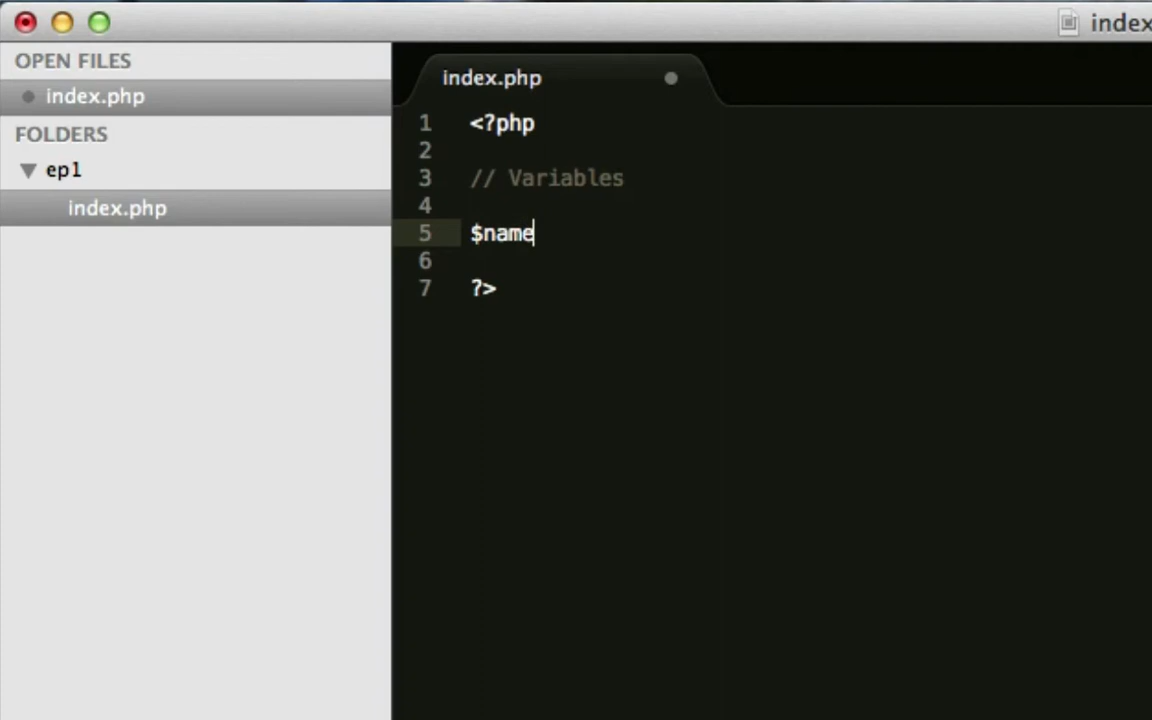 index
OPEN FILES
index.php
FOLDERS
ep1
index.php
index.php
1 <?php
2
3 // Variables
4
5 $name
6
7 ?>